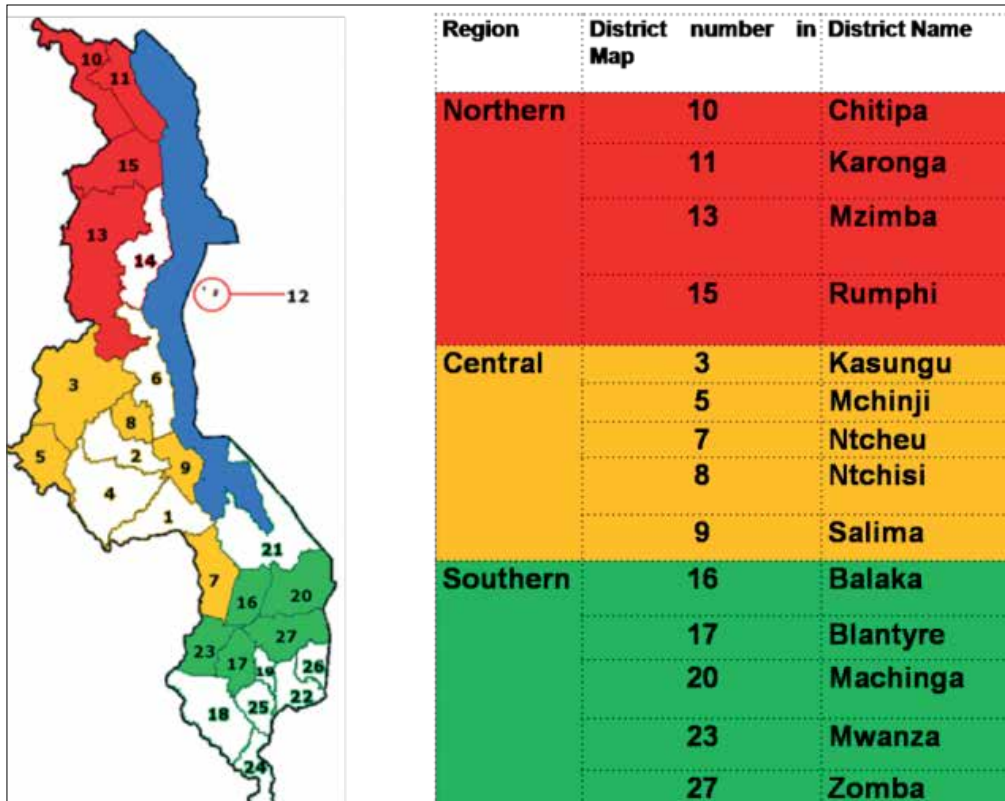 10
11
15
13
14
12
3
6
8
5
2
9
4
1
21
7
16
20
27
23
17
19
26
22
18
25
24
Region District number in District Name
Map
Northern 10 Chitipa
11 Karonga
13 Mzimba
15 Rumphi
Central 3 Kasungu
5 Mchinji
7 Ntcheu
8 Ntchisi
9 Salima
Southern 16 Balaka
17 Blantyre
20 Machinga
23 Mwanza
27 Zomba